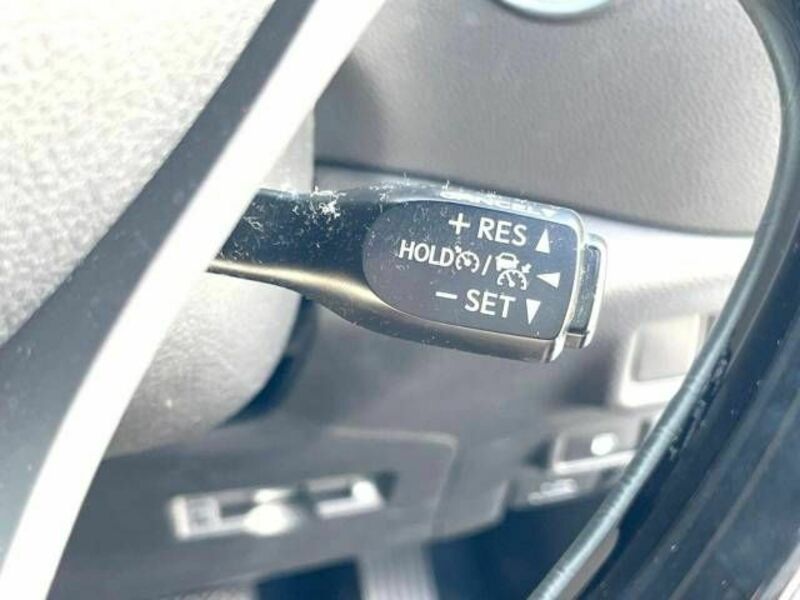 + RES ▲
HOLD / ◄
− SET ▼